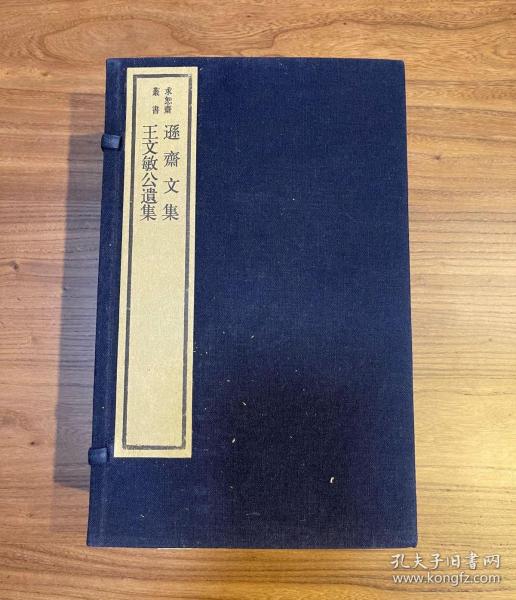 求恕齋
叢書
遜齋文集
王文敏公遺集
孔夫子旧书网
www.kongfz.com